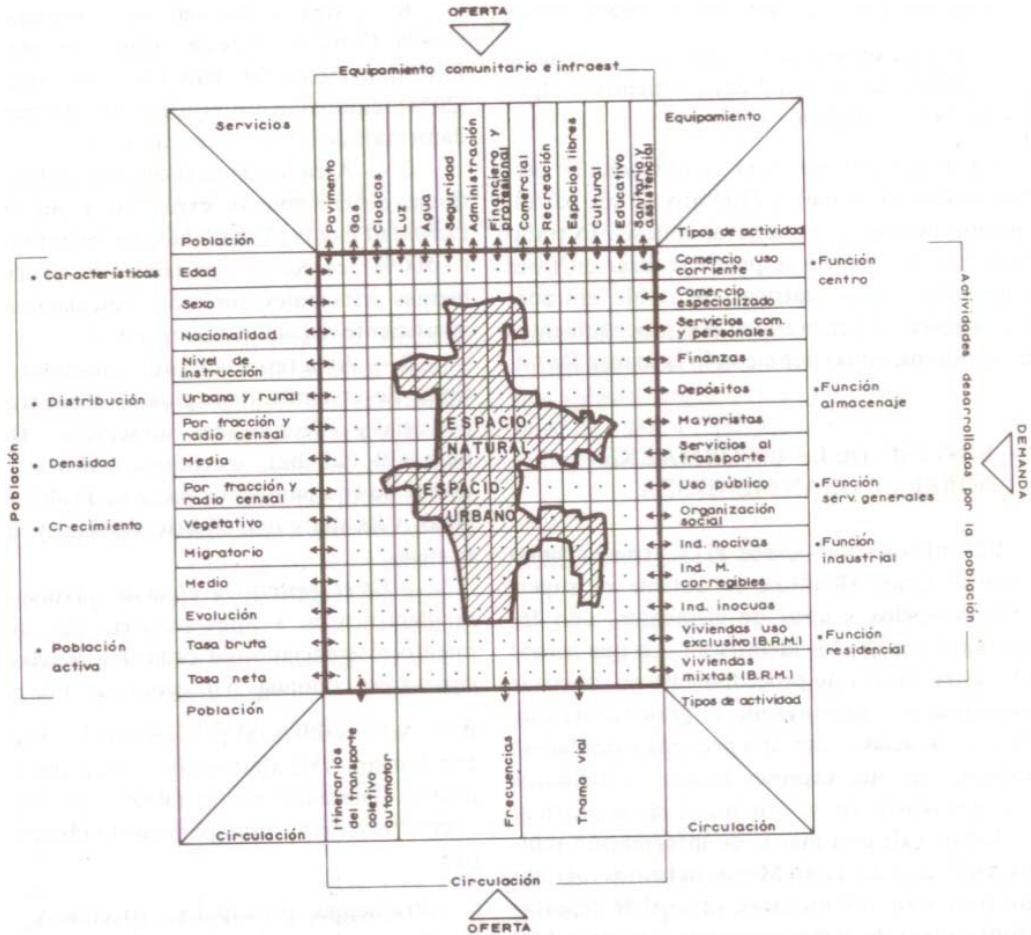 OFERTA
Equipamiento comunitario e infraest
Servicios
Población
Pavimento
Gas
Cloacas
Luz
Agua
Seguridad
Administración
Financiero y
profesional
Comercial
Recreación
Espacios libres
Cultural
Educativo
Sanitario y
asistencial
Equipamiento
Tipos de actividad
Población
• Características
• Distribución
• Densidad
• Crecimiento
• Población
activa
Edad
Sexo
Nacionalidad
Nivel de
instrucción
Urbana y rural
Por fracción y
radio censal
Media
Por fracción y
radio censal
Vegetativo
Migratorio
Medio
Evolución
Tasa bruta
Tasa neta
ESPACIO
NATURAL
ESPACIO
URBANO
Comercio uso
corriente
Comercio
especializado
Servicios com.
y personales
Finanzas
Depósitos
Mayoristas
Servicios al
transporte
Uso público
Organización
social
Ind. nocivas
Ind. M.
corregibles
Ind. inocuas
Viviendas uso
exclusivo (B.R.M.)
Viviendas
mixtas (B.R.M.)
• Función
centro
• Función
almacenaje
• Función
serv. generales
• Función
industrial
• Función
residencial
Actividades desarrolladas por la población
DEMANDA
Población
Circulación
Itinerarios
del transporte
coletivo
automotor
Frecuencias
Trama vial
Tipos de actividad
Circulación
Circulación
OFERTA